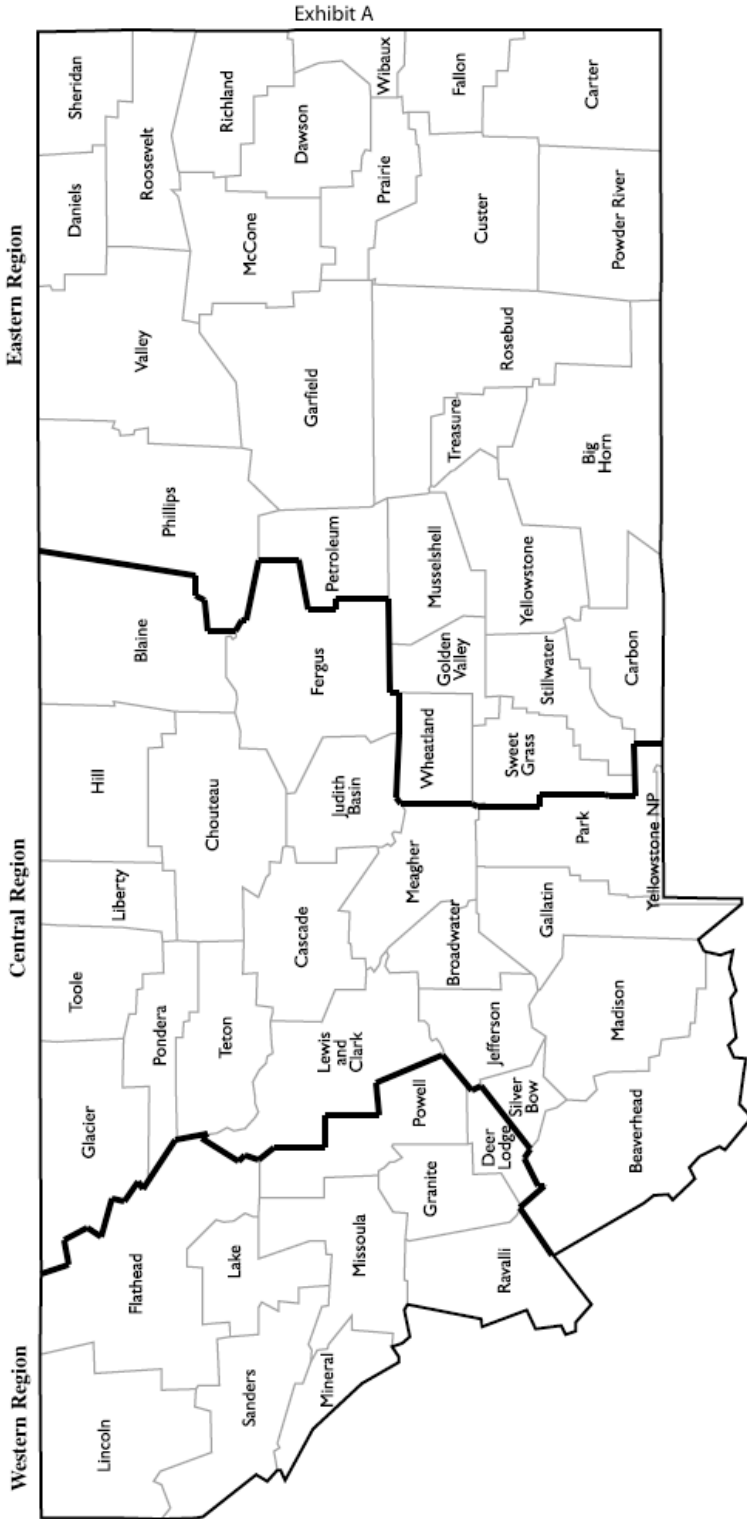 Exhibit A
Western Region
Central Region
Eastern Region
Lincoln
Flathead
Glacier
Toole
Liberty
Hill
Blaine
Phillips
Valley
Daniels
Sheridan
Roosevelt
Sanders
Lake
Pondera
Teton
Chouteau
Richland
McCone
Dawson
Garfield
Petroleum
Fergus
Judith
Basin
Cascade
Lewis
and
Clark
Mineral
Missoula
Powell
Granite
Wibaux
Prairie
Fallon
Custer
Rosebud
Treasure
Musselshell
Golden
Valley
Wheatland
Meagher
Broadwater
Jefferson
Deer
Lodge
Silver
Bow
Ravalli
Gallatin
Park
Sweet
Grass
Stillwater
Yellowstone
Big
Horn
Carbon
Powder River
Carter
Madison
Beaverhead
Yellowstone NP